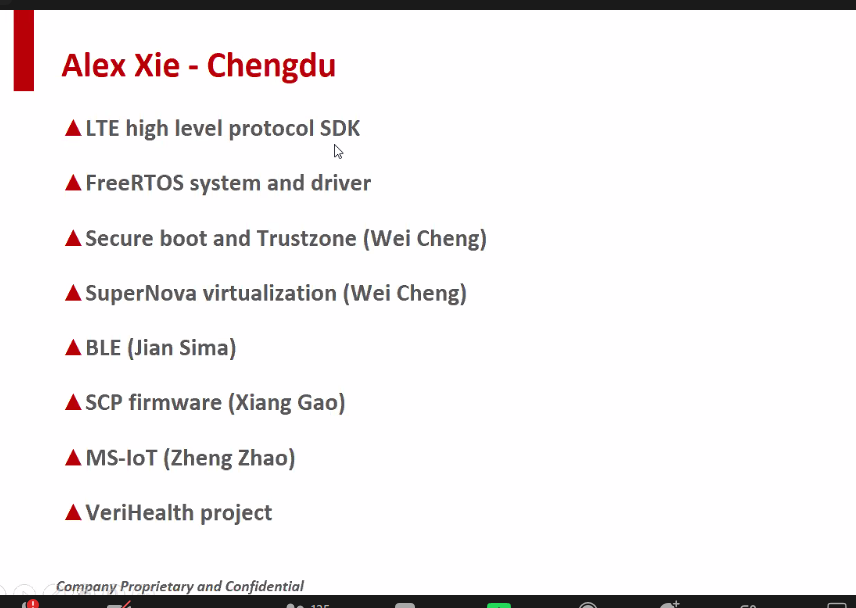 Alex Xie - Chengdu
LTE high level protocol SDK
FreeRTOS system and driver
Secure boot and Trustzone (Wei Cheng)
SuperNova virtualization (Wei Cheng)
BLE (Jian Sima)
SCP firmware (Xiang Gao)
MS-IoT (Zheng Zhao)
VeriHealth project
Company Proprietary and Confidential